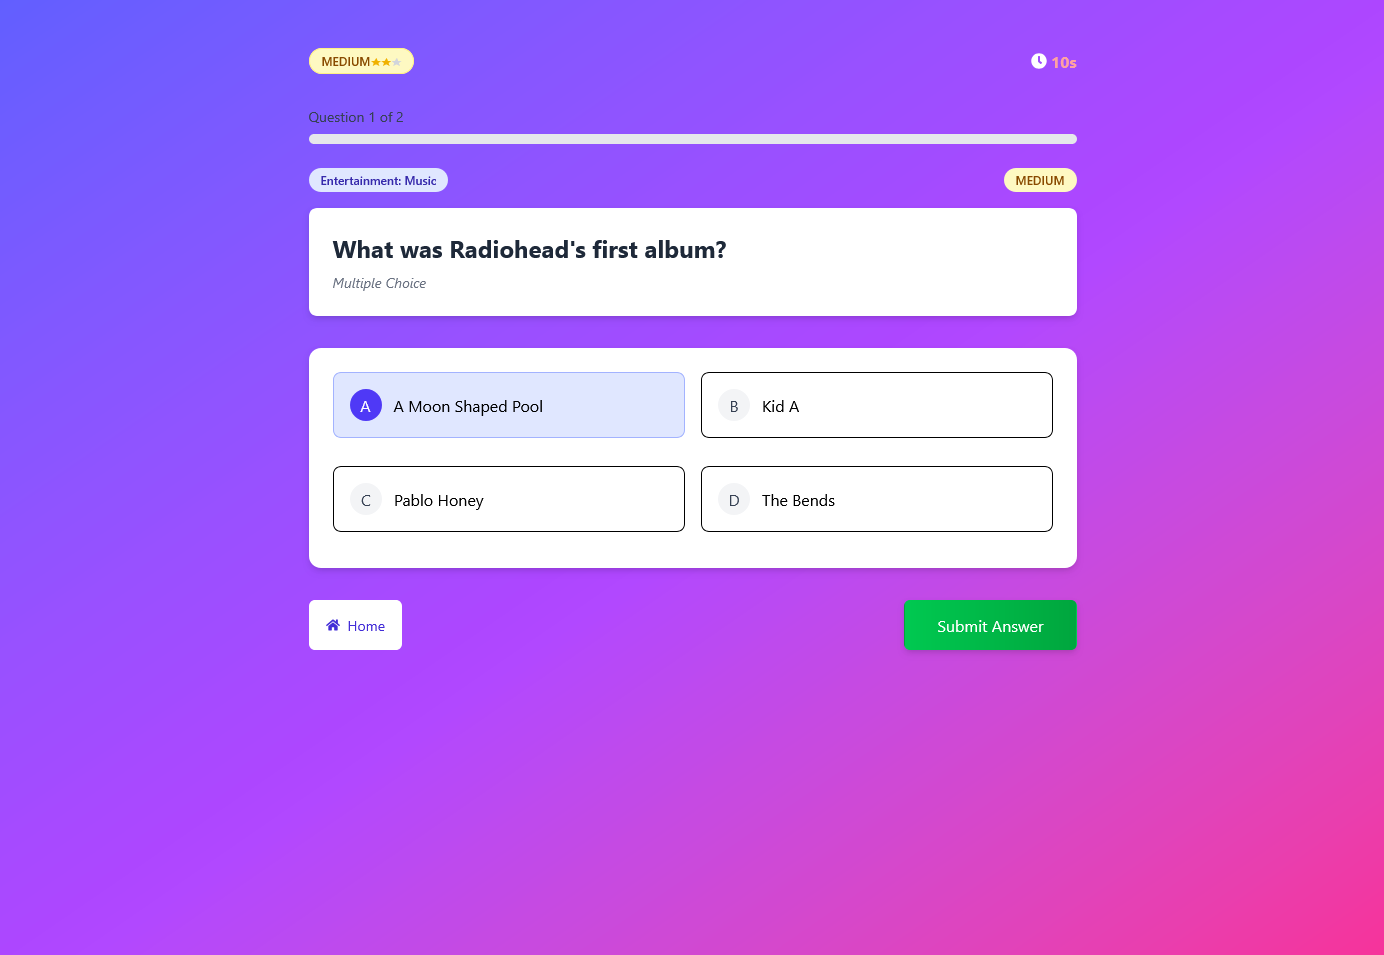 MEDIUM★★★
10s
Question 1 of 2
Entertainment: Music
MEDIUM
What was Radiohead's first album?
Multiple Choice
A A Moon Shaped Pool
B Kid A
C Pablo Honey
D The Bends
Home
Submit Answer